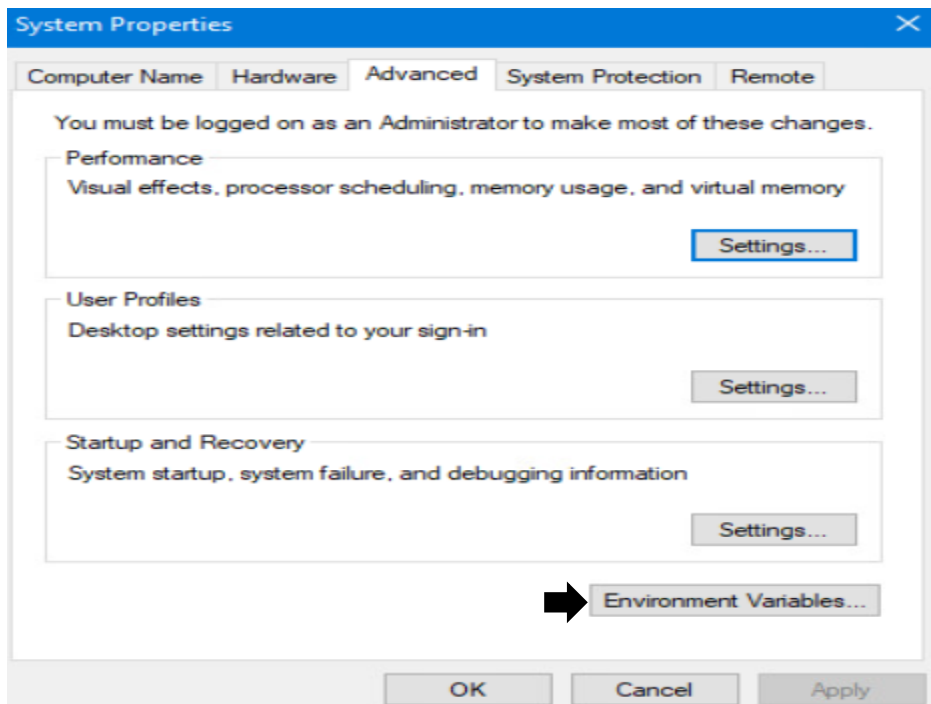 System Properties
Computer Name Hardware Advanced System Protection Remote
You must be logged on as an Administrator to make most of these changes.
Performance
Visual effects, processor scheduling, memory usage, and virtual memory
Settings...
User Profiles
Desktop settings related to your sign-in
Settings...
Startup and Recovery
System startup, system failure, and debugging information
Settings...
Environment Variables...
OK Cancel Apply